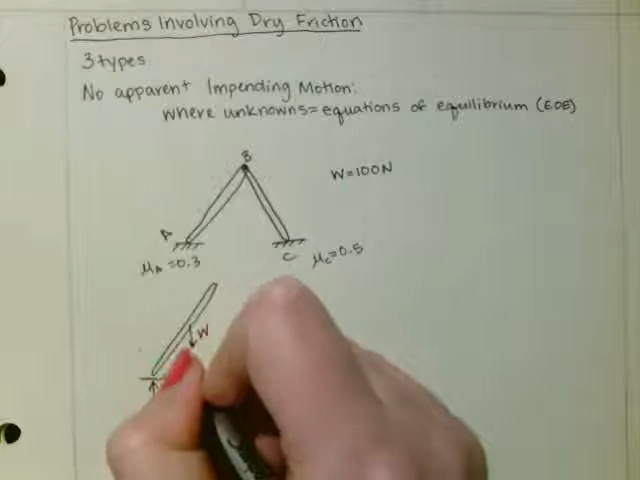 Problems Involving Dry Friction
3 types
No apparent Impending Motion:
where unknowns = equations of equilibrium (EOE)
B
W=100N
A
C
μA = 0.3
μC = 0.5
W